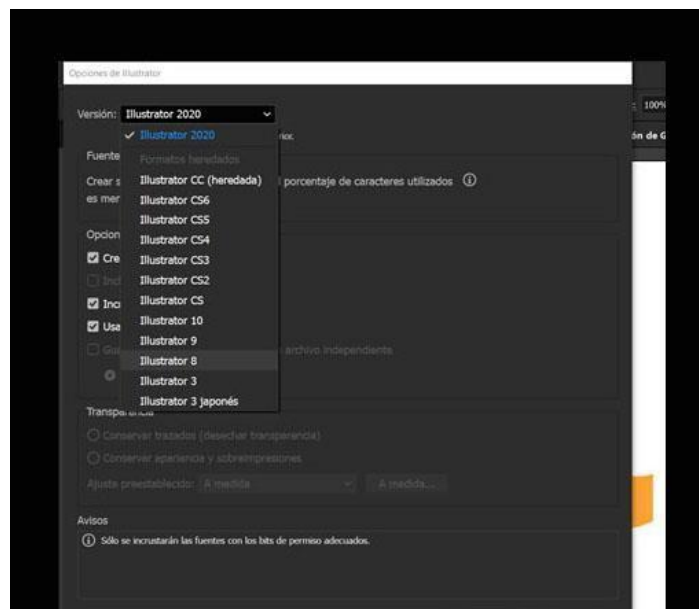 Opciones de Illustrator
Versión: Illustrator 2020
100%
Illustrator 2020
rior.
ón de G
Fuente
Formatos heredados
Crear s
Illustrator CC (heredada)
porcentaje de caracteres utilizados
es mer
Illustrator CS6
Illustrator CS5
Opcion
Illustrator CS4
Cre
Illustrator CS3
Incl
Illustrator CS2
Inc
Illustrator CS
Usa
Illustrator 10
Illustrator 9
Gu
archivo independiente
Illustrator 8
Illustrator 3
Illustrator 3 japonés
Transparencia
Conservar trazados (desechar transparencia)
Conservar apariencia y sobreimpresiones
Ajuste preestablecido: A medida
A medida...
Avisos
Sólo se incrustarán las fuentes con los bits de permiso adecuados.